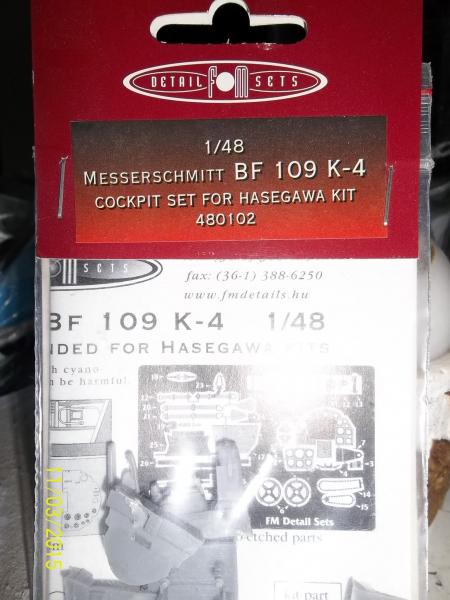 DETAIL FM SETS
1/48
MESSERSCHMITT BF 109 K-4
COCKPIT SET FOR HASEGAWA KIT
480102
SETS
fax: (36-1) 388-6250
www.fmdetails.hu
BF 109 K-4 1/48
NDED FOR HASEGAWA KITS
h cyano-
n be harmful.
FM Detail Sets
etched parts
kit part
11/03/2015